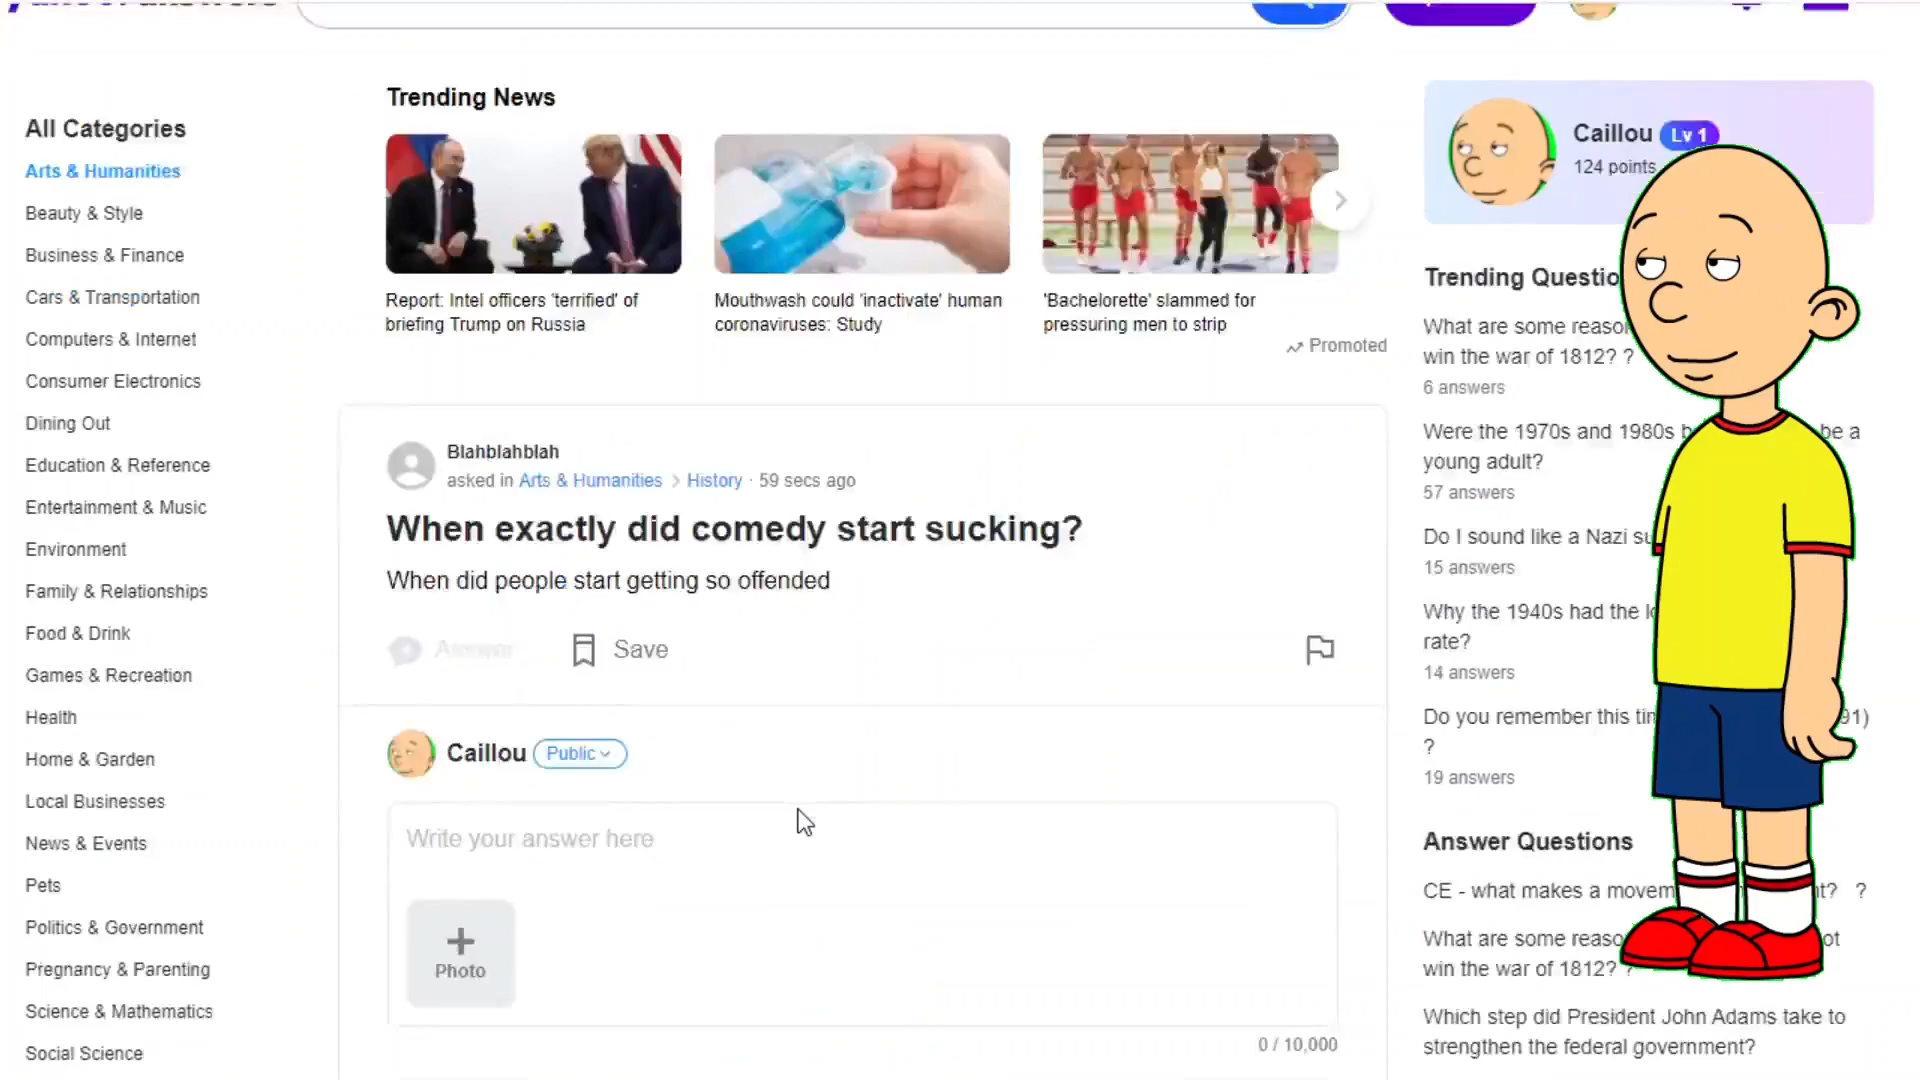 All Categories
Arts & Humanities
Beauty & Style
Business & Finance
Cars & Transportation
Computers & Internet
Consumer Electronics
Dining Out
Education & Reference
Entertainment & Music
Environment
Family & Relationships
Food & Drink
Games & Recreation
Health
Home & Garden
Local Businesses
News & Events
Pets
Politics & Government
Pregnancy & Parenting
Science & Mathematics
Social Science
Trending News
Report: Intel officers 'terrified' of
briefing Trump on Russia
Mouthwash could 'inactivate' human
coronaviruses: Study
'Bachelorette' slammed for
pressuring men to strip
Promoted
Blahblahblah
asked in Arts & Humanities > History · 59 secs ago
When exactly did comedy start sucking?
When did people start getting so offended
Answer
Save
Caillou Public
Write your answer here
Photo
0 / 10,000
Caillou Lv 1
124 points
Trending
What are some
win the war of 1812? ?
6 answers
Were the 1970s and 1980s be a
young adult?
57 answers
Do I sound like a Nazi
15 answers
Why the 1940s had the
rate?
14 answers
Do you remember this 91)
?
19 answers
Answer Questions
CE - what makes a ?
What are some
win the war of 1812? ?
Which step did President John Adams take to
strengthen the federal government?